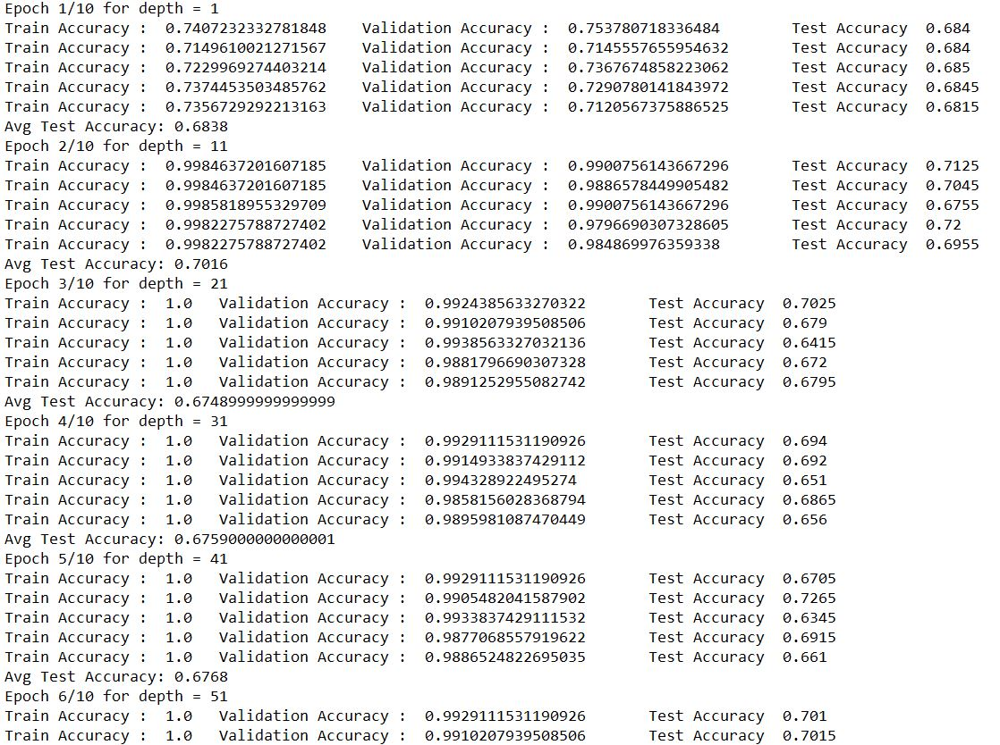 Epoch 1/10 for depth = 1
Train Accuracy :  0.7407232332781848    Validation Accuracy :  0.753780718336484        Test Accuracy  0.684
Train Accuracy :  0.7149610021271567    Validation Accuracy :  0.7145557655954632       Test Accuracy  0.684
Train Accuracy :  0.7229969274403214    Validation Accuracy :  0.7367674858223062       Test Accuracy  0.685
Train Accuracy :  0.7374453503485762    Validation Accuracy :  0.7290780141843972       Test Accuracy  0.6845
Train Accuracy :  0.7356729292213163    Validation Accuracy :  0.7120567375886525       Test Accuracy  0.6815
Avg Test Accuracy: 0.6838
Epoch 2/10 for depth = 11
Train Accuracy :  0.9984637201607185    Validation Accuracy :  0.9900756143667296       Test Accuracy  0.7125
Train Accuracy :  0.9984637201607185    Validation Accuracy :  0.9886578449905482       Test Accuracy  0.7045
Train Accuracy :  0.9985818955329709    Validation Accuracy :  0.9900756143667296       Test Accuracy  0.6755
Train Accuracy :  0.9982275788727402    Validation Accuracy :  0.9796690307328605       Test Accuracy  0.72
Train Accuracy :  0.9982275788727402    Validation Accuracy :  0.984869976359338        Test Accuracy  0.6955
Avg Test Accuracy: 0.7016
Epoch 3/10 for depth = 21
Train Accuracy :  1.0   Validation Accuracy :  0.9924385633270322       Test Accuracy  0.7025
Train Accuracy :  1.0   Validation Accuracy :  0.9910207939508506       Test Accuracy  0.679
Train Accuracy :  1.0   Validation Accuracy :  0.9938563327032136       Test Accuracy  0.6415
Train Accuracy :  1.0   Validation Accuracy :  0.9881796690307328       Test Accuracy  0.672
Train Accuracy :  1.0   Validation Accuracy :  0.9891252955082742       Test Accuracy  0.6795
Avg Test Accuracy: 0.6748999999999999
Epoch 4/10 for depth = 31
Train Accuracy :  1.0   Validation Accuracy :  0.9929111531190926       Test Accuracy  0.694
Train Accuracy :  1.0   Validation Accuracy :  0.9914933837429112       Test Accuracy  0.692
Train Accuracy :  1.0   Validation Accuracy :  0.994328922495274        Test Accuracy  0.651
Train Accuracy :  1.0   Validation Accuracy :  0.9858156028368794       Test Accuracy  0.6865
Train Accuracy :  1.0   Validation Accuracy :  0.9895981087470449       Test Accuracy  0.656
Avg Test Accuracy: 0.6759000000000001
Epoch 5/10 for depth = 41
Train Accuracy :  1.0   Validation Accuracy :  0.9929111531190926       Test Accuracy  0.6705
Train Accuracy :  1.0   Validation Accuracy :  0.9905482041587902       Test Accuracy  0.7265
Train Accuracy :  1.0   Validation Accuracy :  0.9933837429111532       Test Accuracy  0.6345
Train Accuracy :  1.0   Validation Accuracy :  0.9877068557919622       Test Accuracy  0.6915
Train Accuracy :  1.0   Validation Accuracy :  0.9886524822695035       Test Accuracy  0.661
Avg Test Accuracy: 0.6768
Epoch 6/10 for depth = 51
Train Accuracy :  1.0   Validation Accuracy :  0.9929111531190926       Test Accuracy  0.701
Train Accuracy :  1.0   Validation Accuracy :  0.9910207939508506       Test Accuracy  0.7015